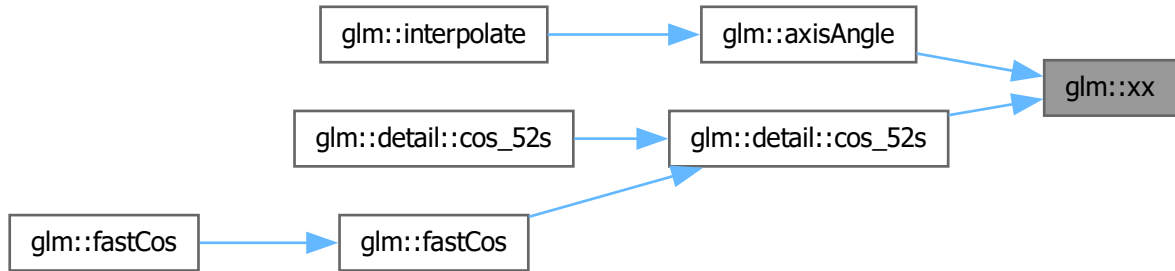 glm::interpolate
glm::axisAngle
glm::xx
glm::detail::cos_52s
glm::detail::cos_52s
glm::fastCos
glm::fastCos